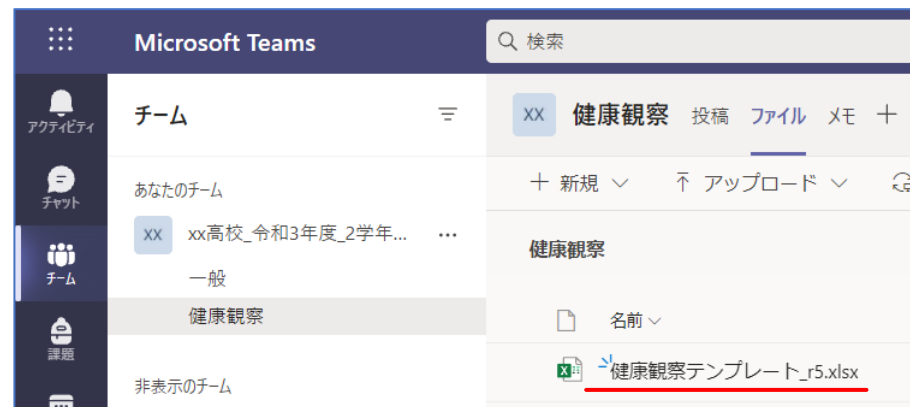 Microsoft Teams
検索
アクティビティ
チャット
チーム
課題
チーム
あなたのチーム
xx xx高校_令和3年度_2学年... ...
一般
健康観察
非表示のチーム
xx 健康観察 投稿 ファイル メモ +
+ 新規 アップロード
健康観察
名前
健康観察テンプレート_r5.xlsx